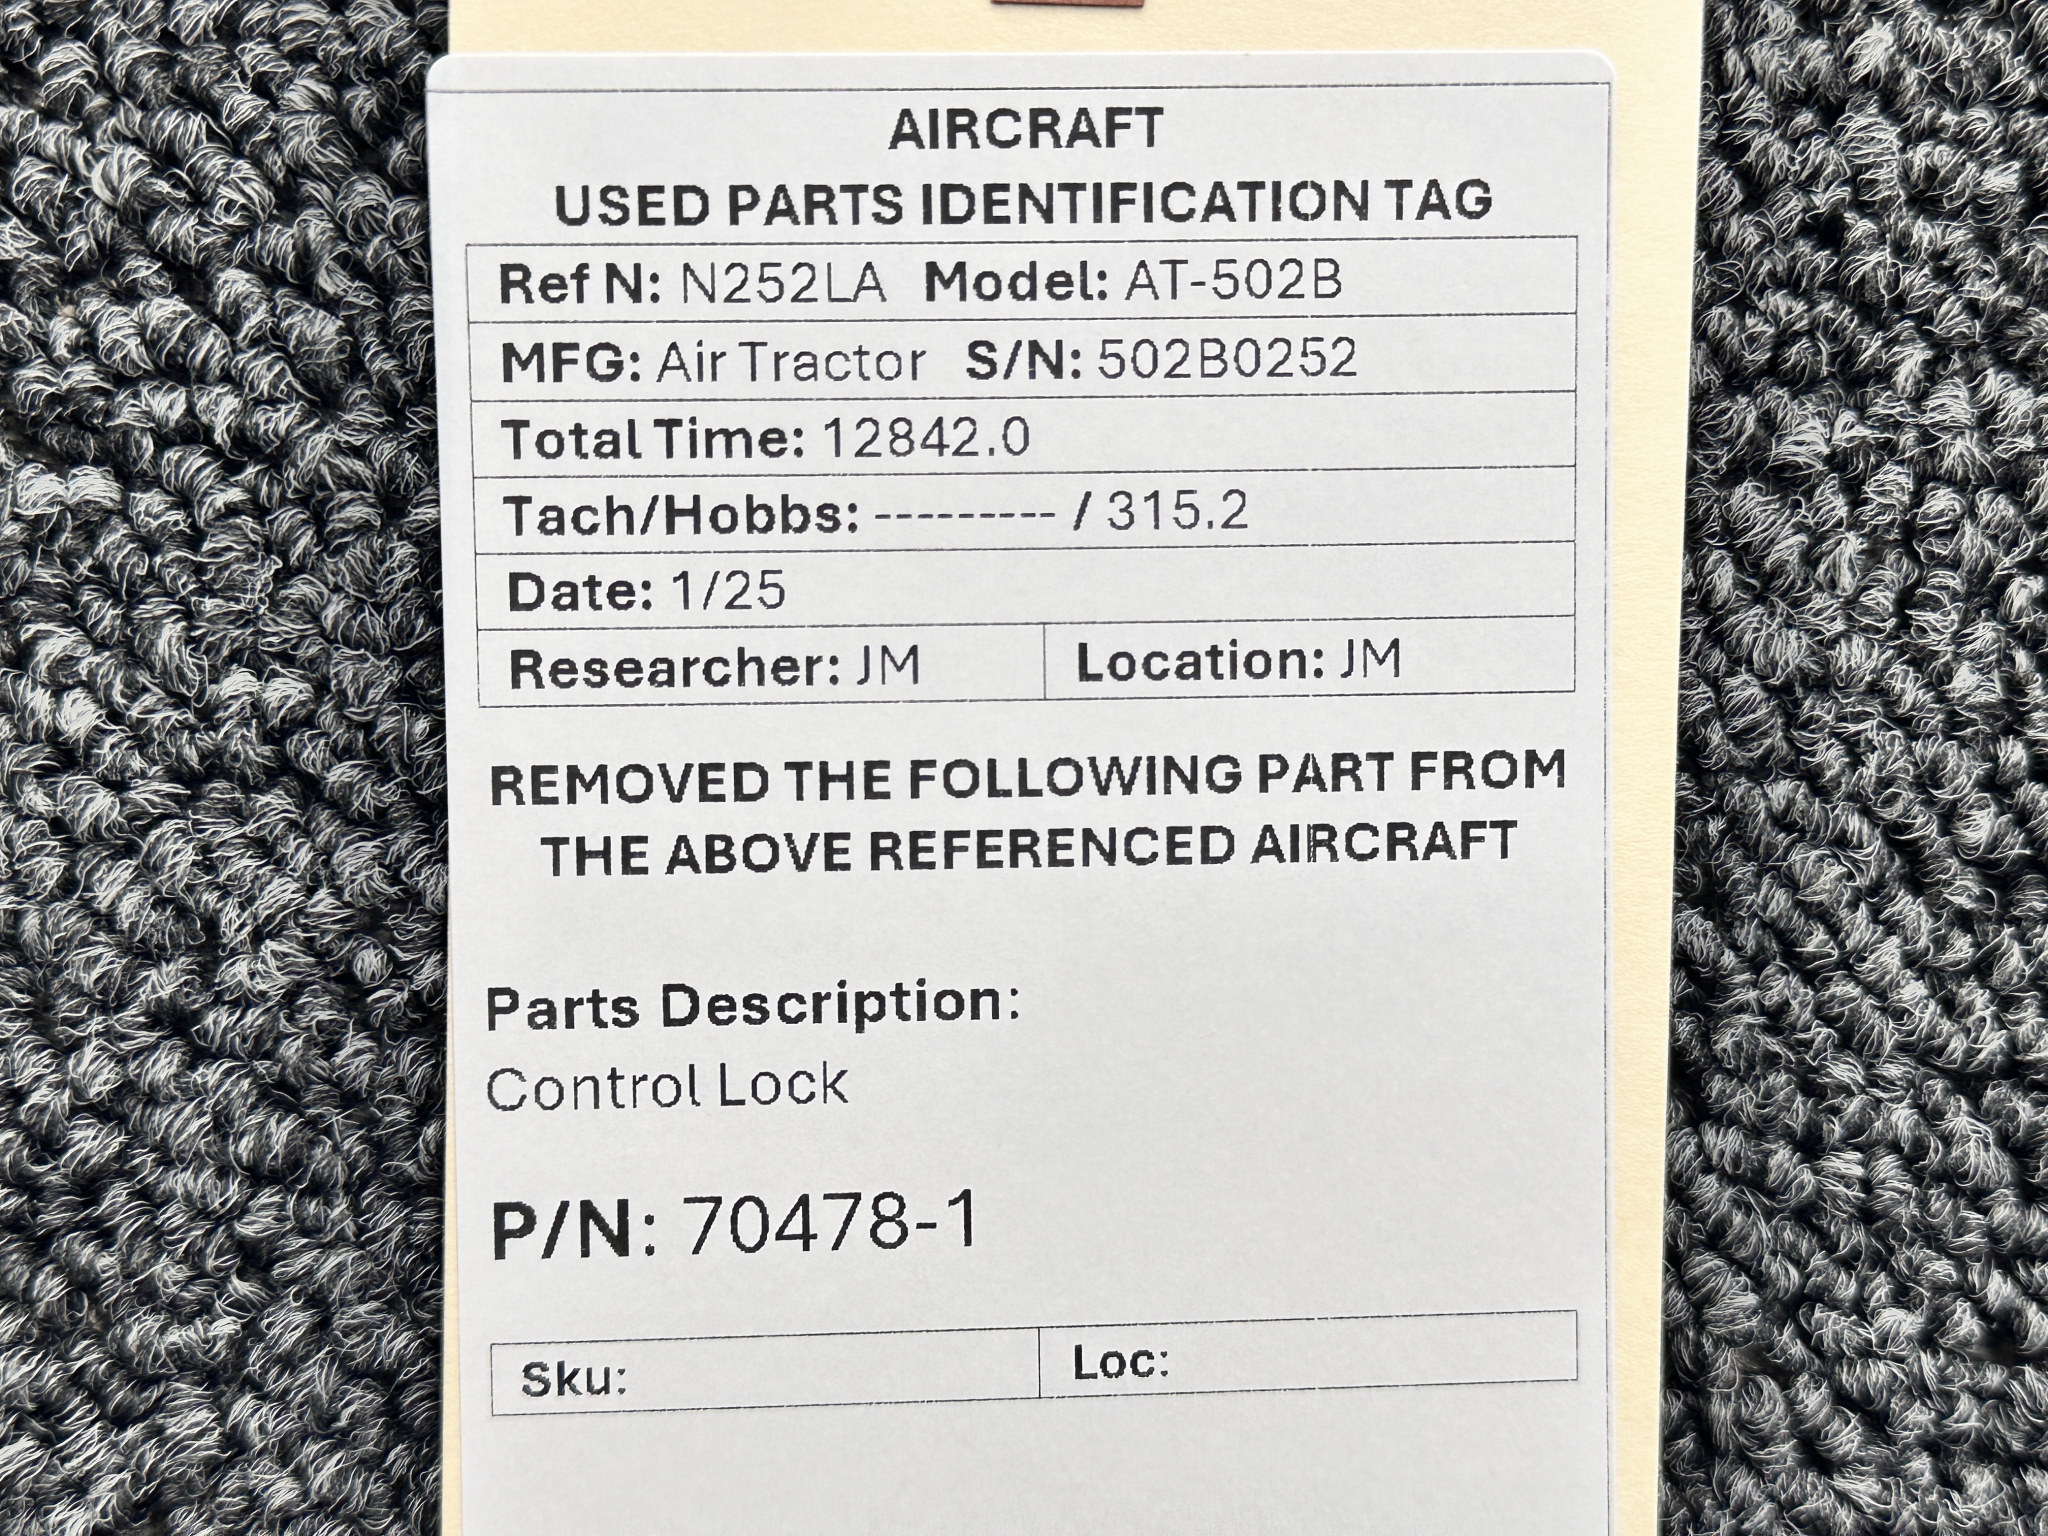 AIRCRAFT
USED PARTS IDENTIFICATION TAG
Ref N: N252LA Model: AT-502B
MFG: Air Tractor S/N: 502B0252
Total Time: 12842.0
Tach/Hobbs: --------- / 315.2
Date: 1/25
Researcher: JM Location: JM
REMOVED THE FOLLOWING PART FROM
THE ABOVE REFERENCED AIRCRAFT
Parts Description:
Control Lock
P/N: 70478-1
Sku: Loc: